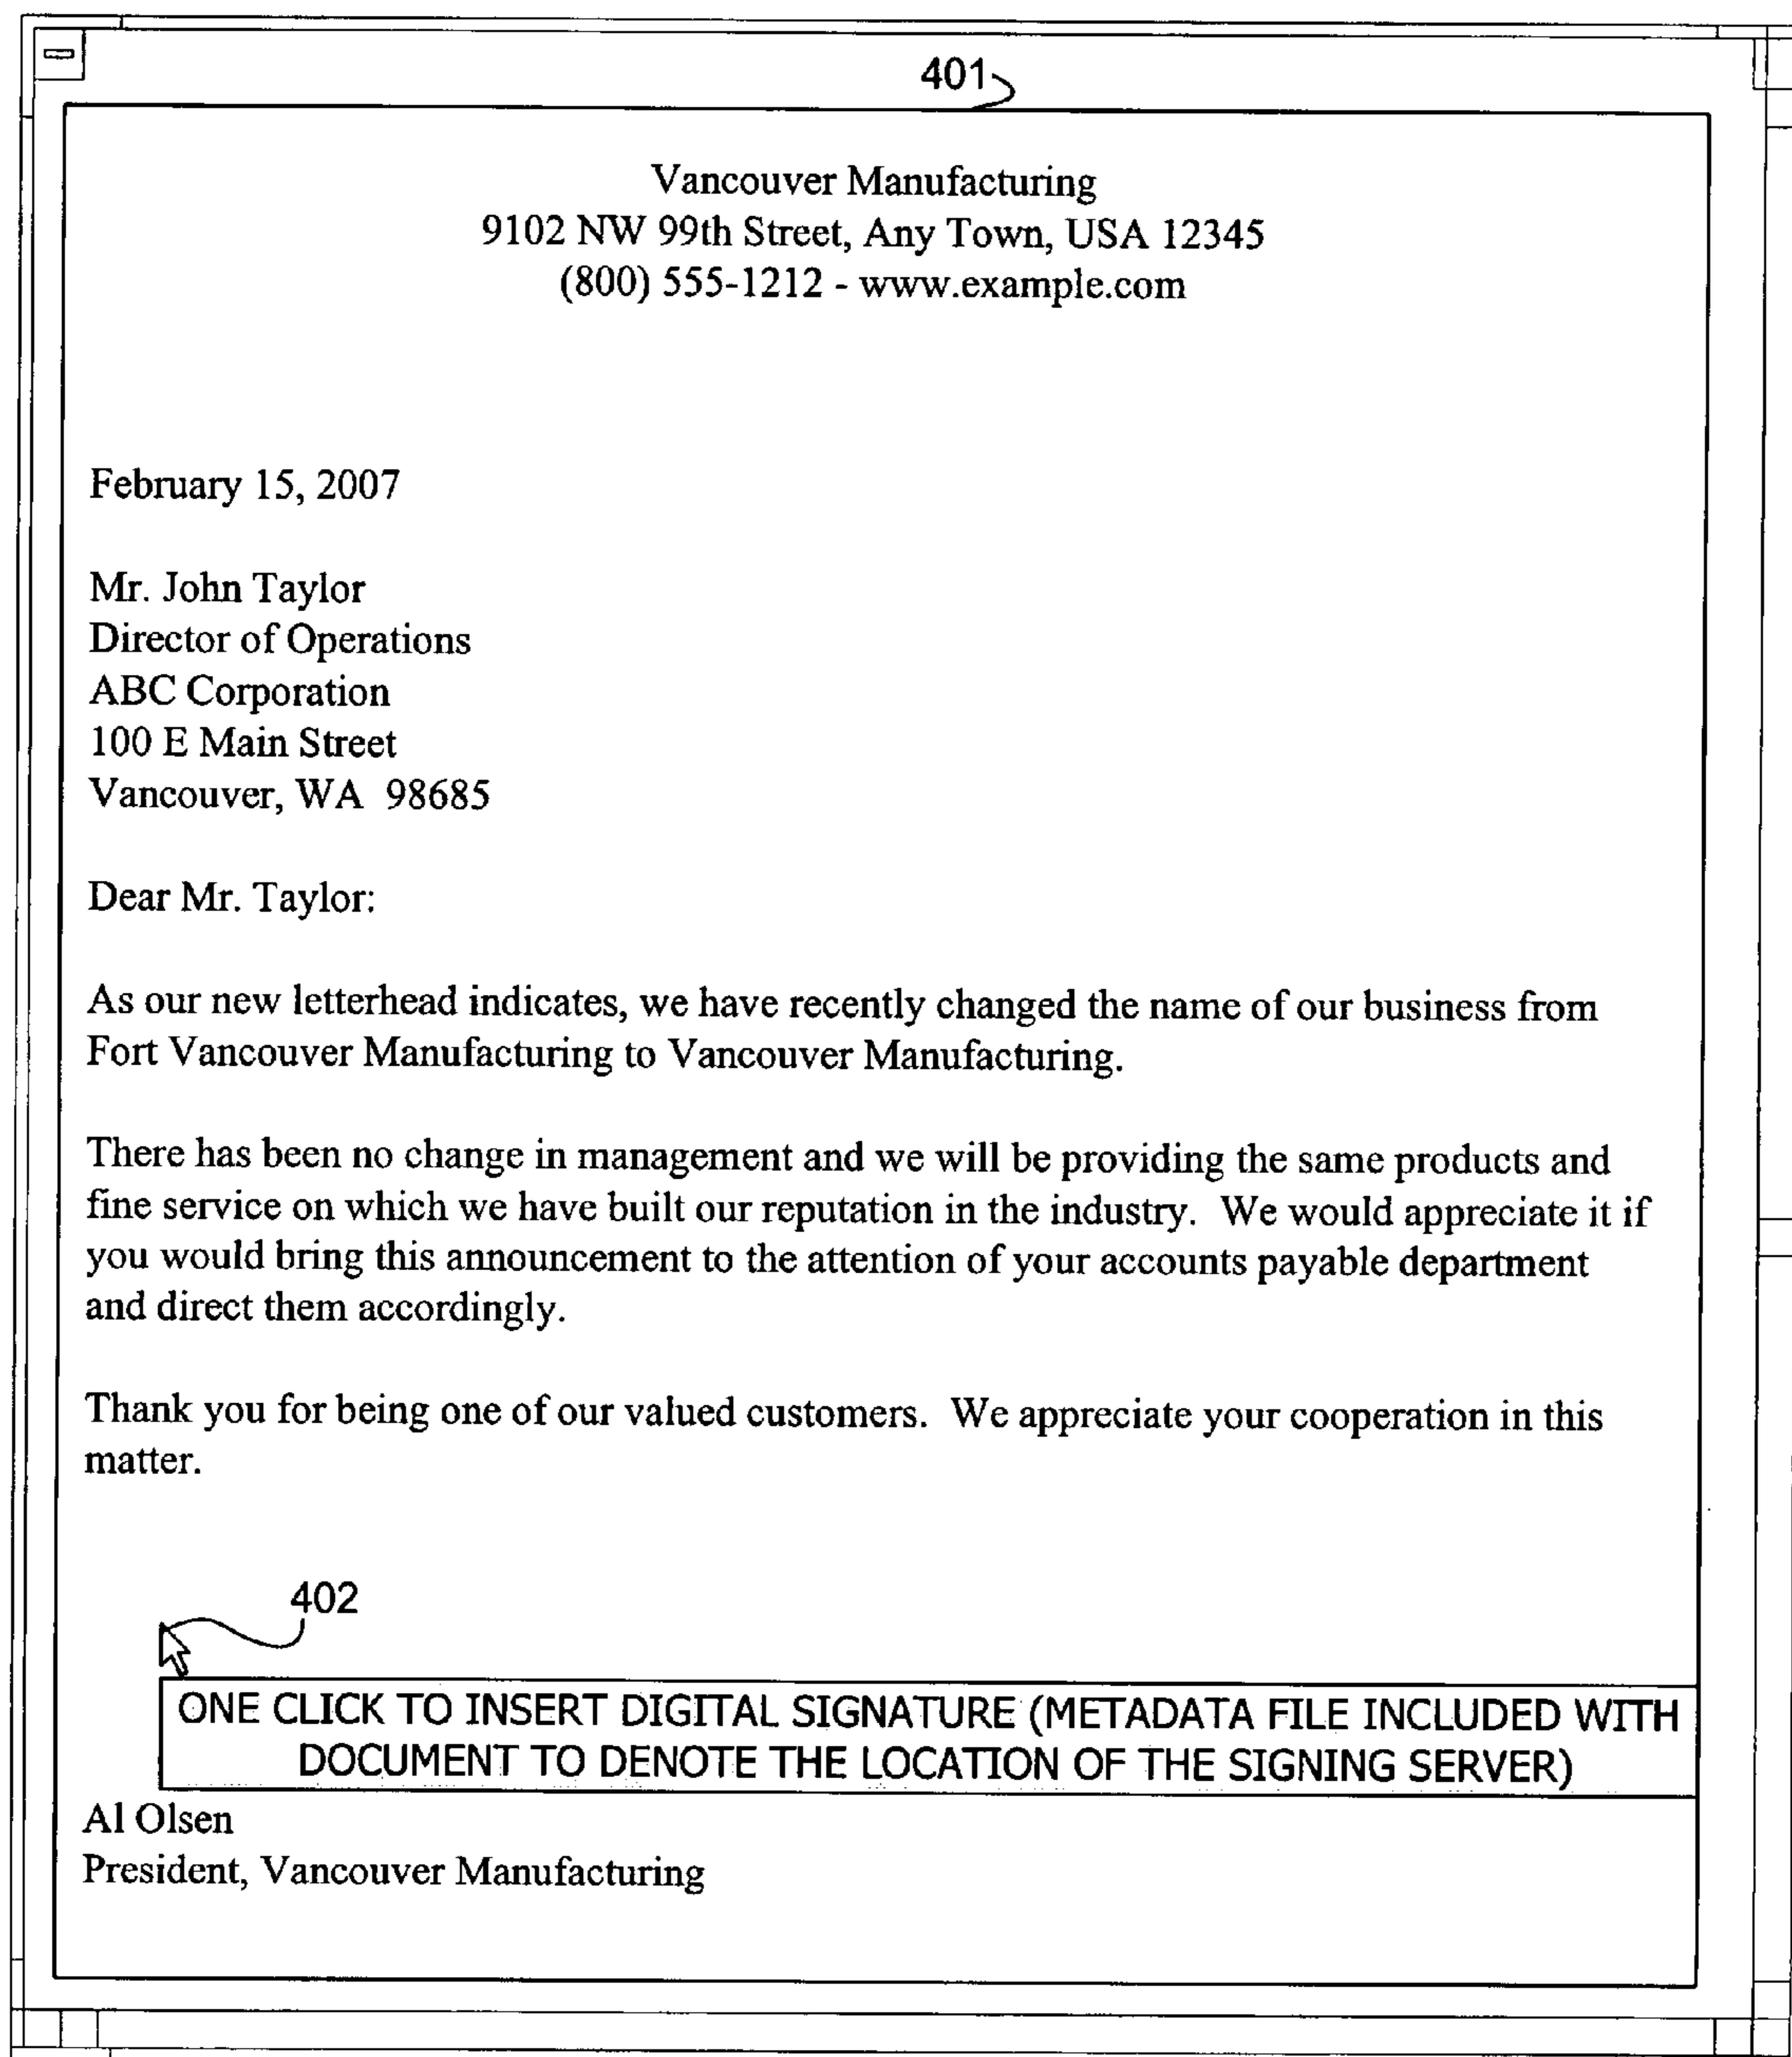 401
Vancouver Manufacturing
9102 NW 99th Street, Any Town, USA 12345
(800) 555-1212 - www.example.com
February 15, 2007
Mr. John Taylor
Director of Operations
ABC Corporation
100 E Main Street
Vancouver, WA  98685
Dear Mr. Taylor:
As our new letterhead indicates, we have recently changed the name of our business from
Fort Vancouver Manufacturing to Vancouver Manufacturing.
There has been no change in management and we will be providing the same products and
fine service on which we have built our reputation in the industry.  We would appreciate it if
you would bring this announcement to the attention of your accounts payable department
and direct them accordingly.
Thank you for being one of our valued customers.  We appreciate your cooperation in this
matter.
402
ONE CLICK TO INSERT DIGITAL SIGNATURE (METADATA FILE INCLUDED WITH
DOCUMENT TO DENOTE THE LOCATION OF THE SIGNING SERVER)
Al Olsen
President, Vancouver Manufacturing